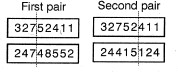 First pair
Second pair
32752411
32752411
24748552
24415124